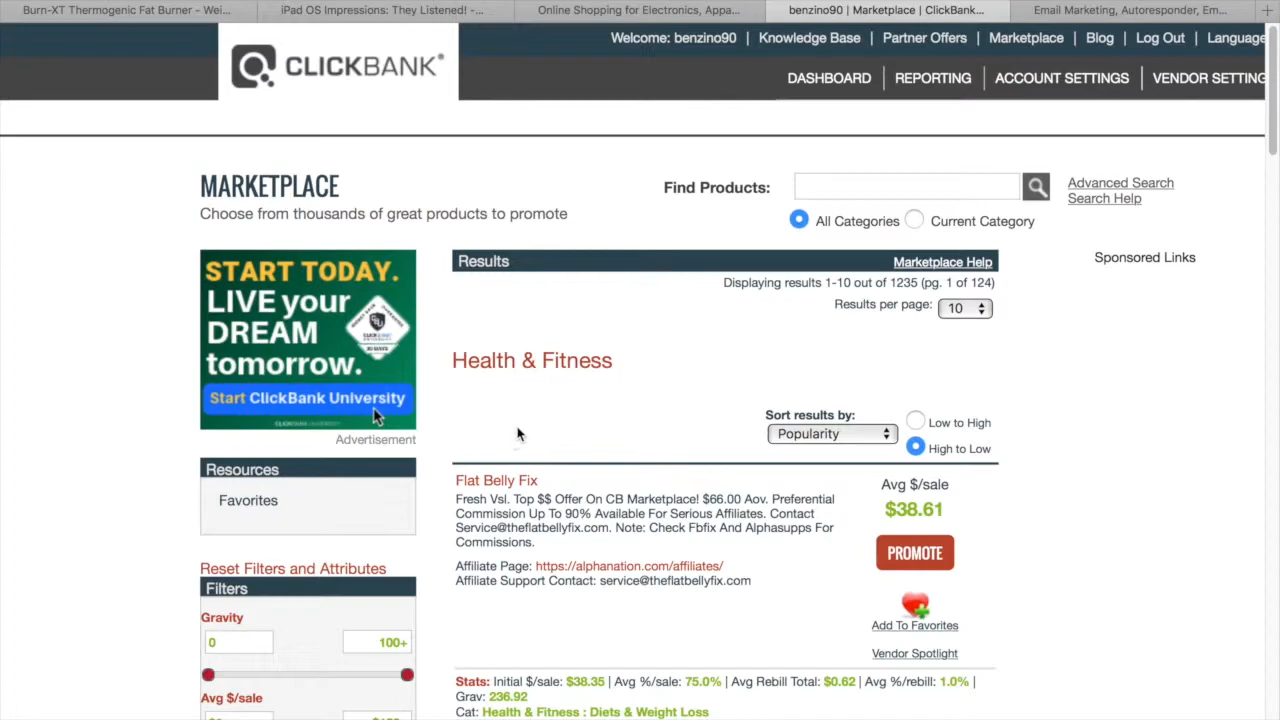 Burn-XT Thermogenic Fat Burner - Wei...
iPad OS Impressions: They Listened! -...
Online Shopping for Electronics, Appa...
benzino90 | Marketplace | ClickBank...
Email Marketing, Autoresponder, Em...
Welcome: benzino90 | Knowledge Base | Partner Offers | Marketplace | Blog | Log Out | Language
CLICKBANK®
DASHBOARD | REPORTING | ACCOUNT SETTINGS | VENDOR SETTING
MARKETPLACE
Choose from thousands of great products to promote
Find Products:
Advanced Search
Search Help
All Categories
Current Category
START TODAY.
LIVE your
DREAM
tomorrow.
Start ClickBank University
Advertisement
Results
Marketplace Help
Sponsored Links
Displaying results 1-10 out of 1235 (pg. 1 of 124)
Results per page: 10
Health & Fitness
Sort results by:
Popularity
Low to High
High to Low
Resources
Favorites
Reset Filters and Attributes
Filters
Gravity
0
100+
Avg $/sale
Flat Belly Fix
Fresh Vsl. Top $$ Offer On CB Marketplace! $66.00 Aov. Preferential
Commission Up To 90% Available For Serious Affiliates. Contact
Service@theflatbellyfix.com. Note: Check Fbfix And Alphasupps For
Commissions.
Affiliate Page: https://alphanation.com/affiliates/
Affiliate Support Contact: service@theflatbellyfix.com
Avg $/sale
$38.61
PROMOTE
Add To Favorites
Vendor Spotlight
Stats: Initial $/sale: $38.35 | Avg %/sale: 75.0% | Avg Rebill Total: $0.62 | Avg %/rebill: 1.0% |
Grav: 236.92
Cat: Health & Fitness : Diets & Weight Loss